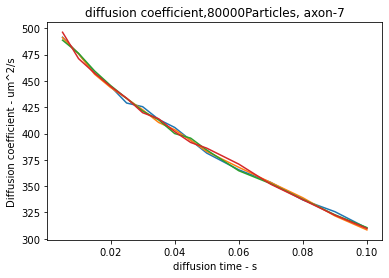 diffusion coefficient,80000Particles, axon-7
Diffusion coefficient - um^2/s
500
475
450
425
400
375
350
325
300
0.02 0.04 0.06 0.08 0.10
diffusion time - s